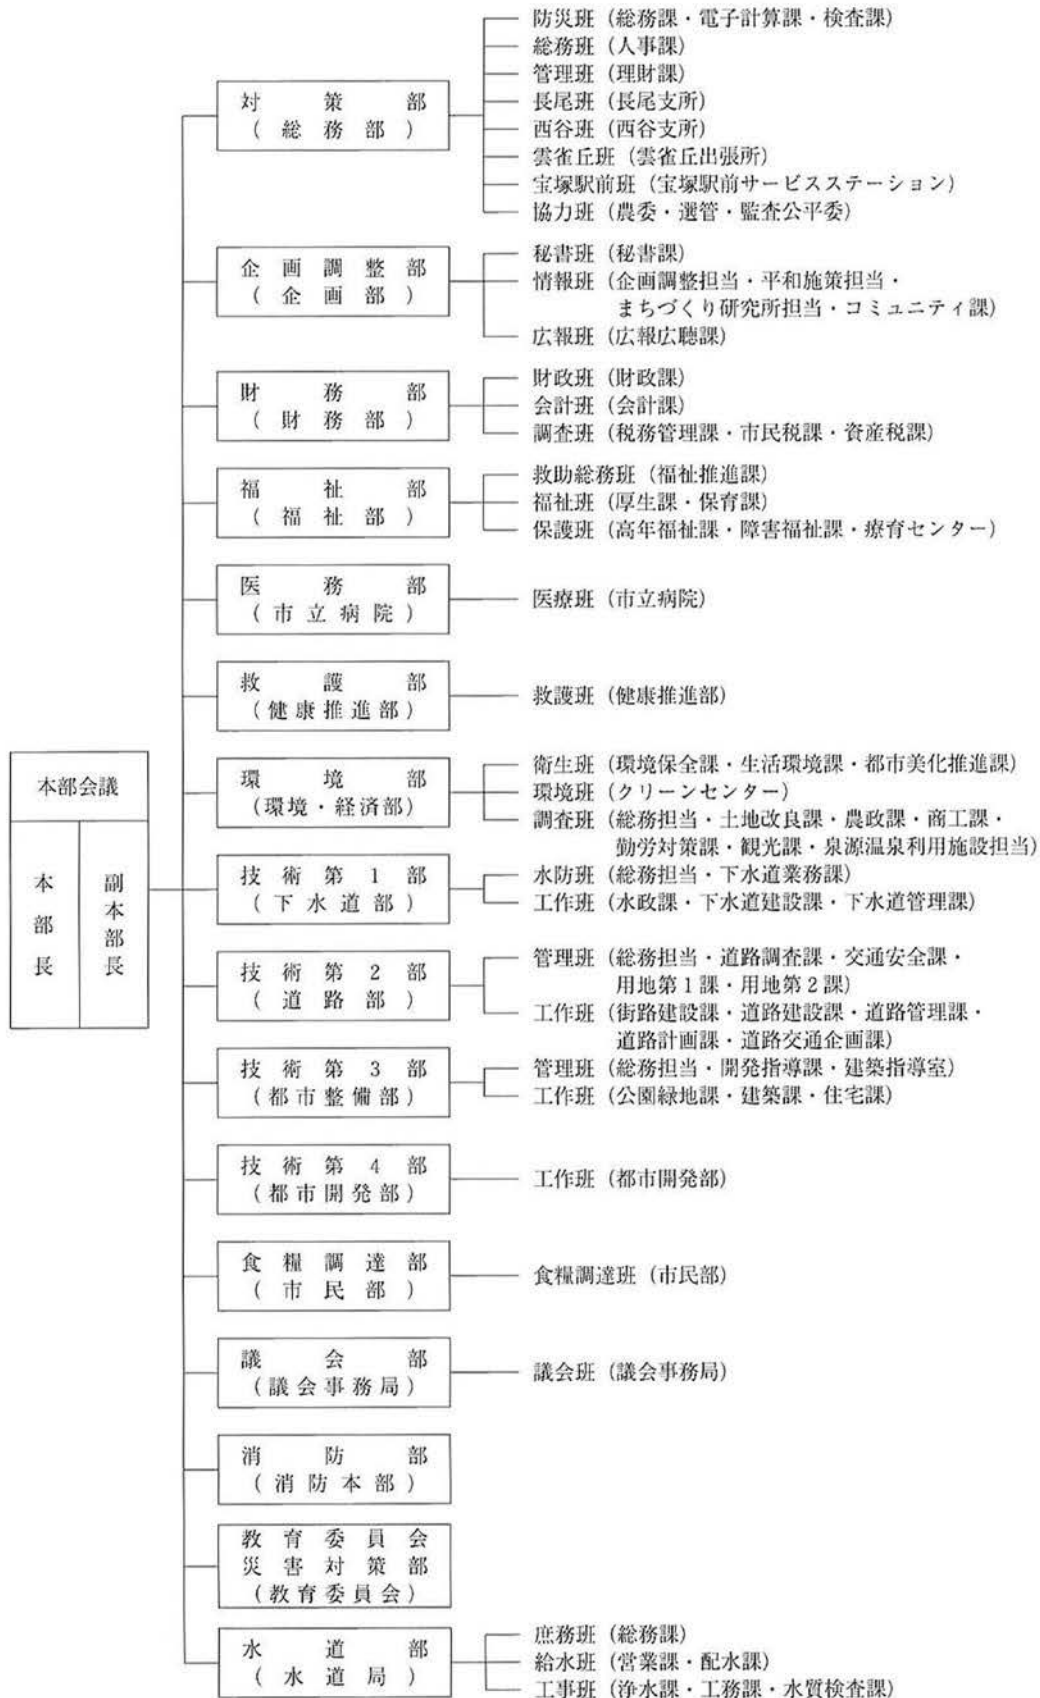 本部会議
本部長
副本部長
対策部
(総務部)
防災班(総務課・電子計算課・検査課)
総務班(人事課)
管理班(理財課)
長尾班(長尾支所)
西谷班(西谷支所)
雲雀丘班(雲雀丘出張所)
宝塚駅前班(宝塚駅前サービスステーション)
協力班(農委・選管・監査公平委)
企画調整部
(企画部)
秘書班(秘書課)
情報班(企画調整担当・平和施策担当・
まちづくり研究所担当・コミュニティ課)
広報班(広報広聴課)
財務部
(財務部)
財政班(財政課)
会計班(会計課)
調査班(税務管理課・市民税課・資産税課)
福祉部
(福祉部)
救助総務班(福祉推進課)
福祉班(厚生課・保育課)
保護班(高年福祉課・障害福祉課・療育センター)
医務部
(市立病院)
医療班(市立病院)
救護部
(健康推進部)
救護班(健康推進部)
環境部
(環境・経済部)
衛生班(環境保全課・生活環境課・都市美化推進課)
環境班(クリーンセンター)
調査班(総務担当・土地改良課・農政課・商工課・
勤労対策課・観光課・泉源温泉利用施設担当)
技術第1部
(下水道部)
水防班(総務担当・下水道業務課)
工作班(水政課・下水道建設課・下水道管理課)
技術第2部
(道路部)
管理班(総務担当・道路調査課・交通安全課・
用地第1課・用地第2課)
工作班(街路建設課・道路建設課・道路管理課・
道路計画課・道路交通企画課)
技術第3部
(都市整備部)
管理班(総務担当・開発指導課・建築指導室)
工作班(公園緑地課・建築課・住宅課)
技術第4部
(都市開発部)
工作班(都市開発部)
食糧調達部
(市民部)
食糧調達班(市民部)
議会部
(議会事務局)
議会班(議会事務局)
消防部
(消防本部)
教育委員会
災害対策部
(教育委員会)
水道部
(水道局)
庶務班(総務課)
給水班(営業課・配水課)
工事班(浄水課・工務課・水質検査課)